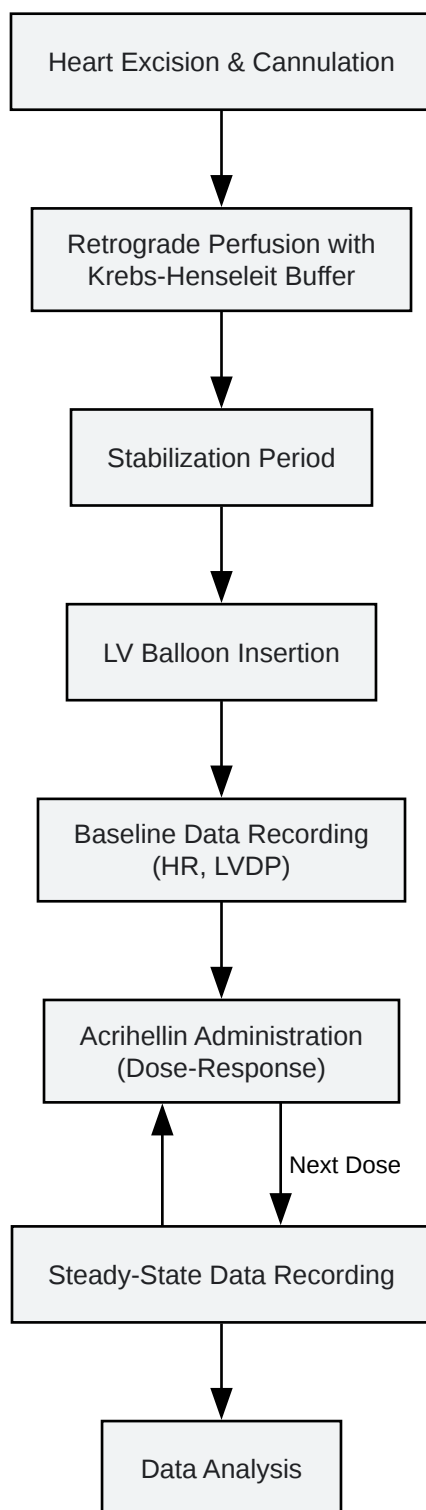 Heart Excision & Cannulation
Retrograde Perfusion with
Krebs-Henseleit Buffer
Stabilization Period
LV Balloon Insertion
Baseline Data Recording
(HR, LVDP)
Acrihellin Administration
(Dose-Response)
Next Dose
Steady-State Data Recording
Data Analysis